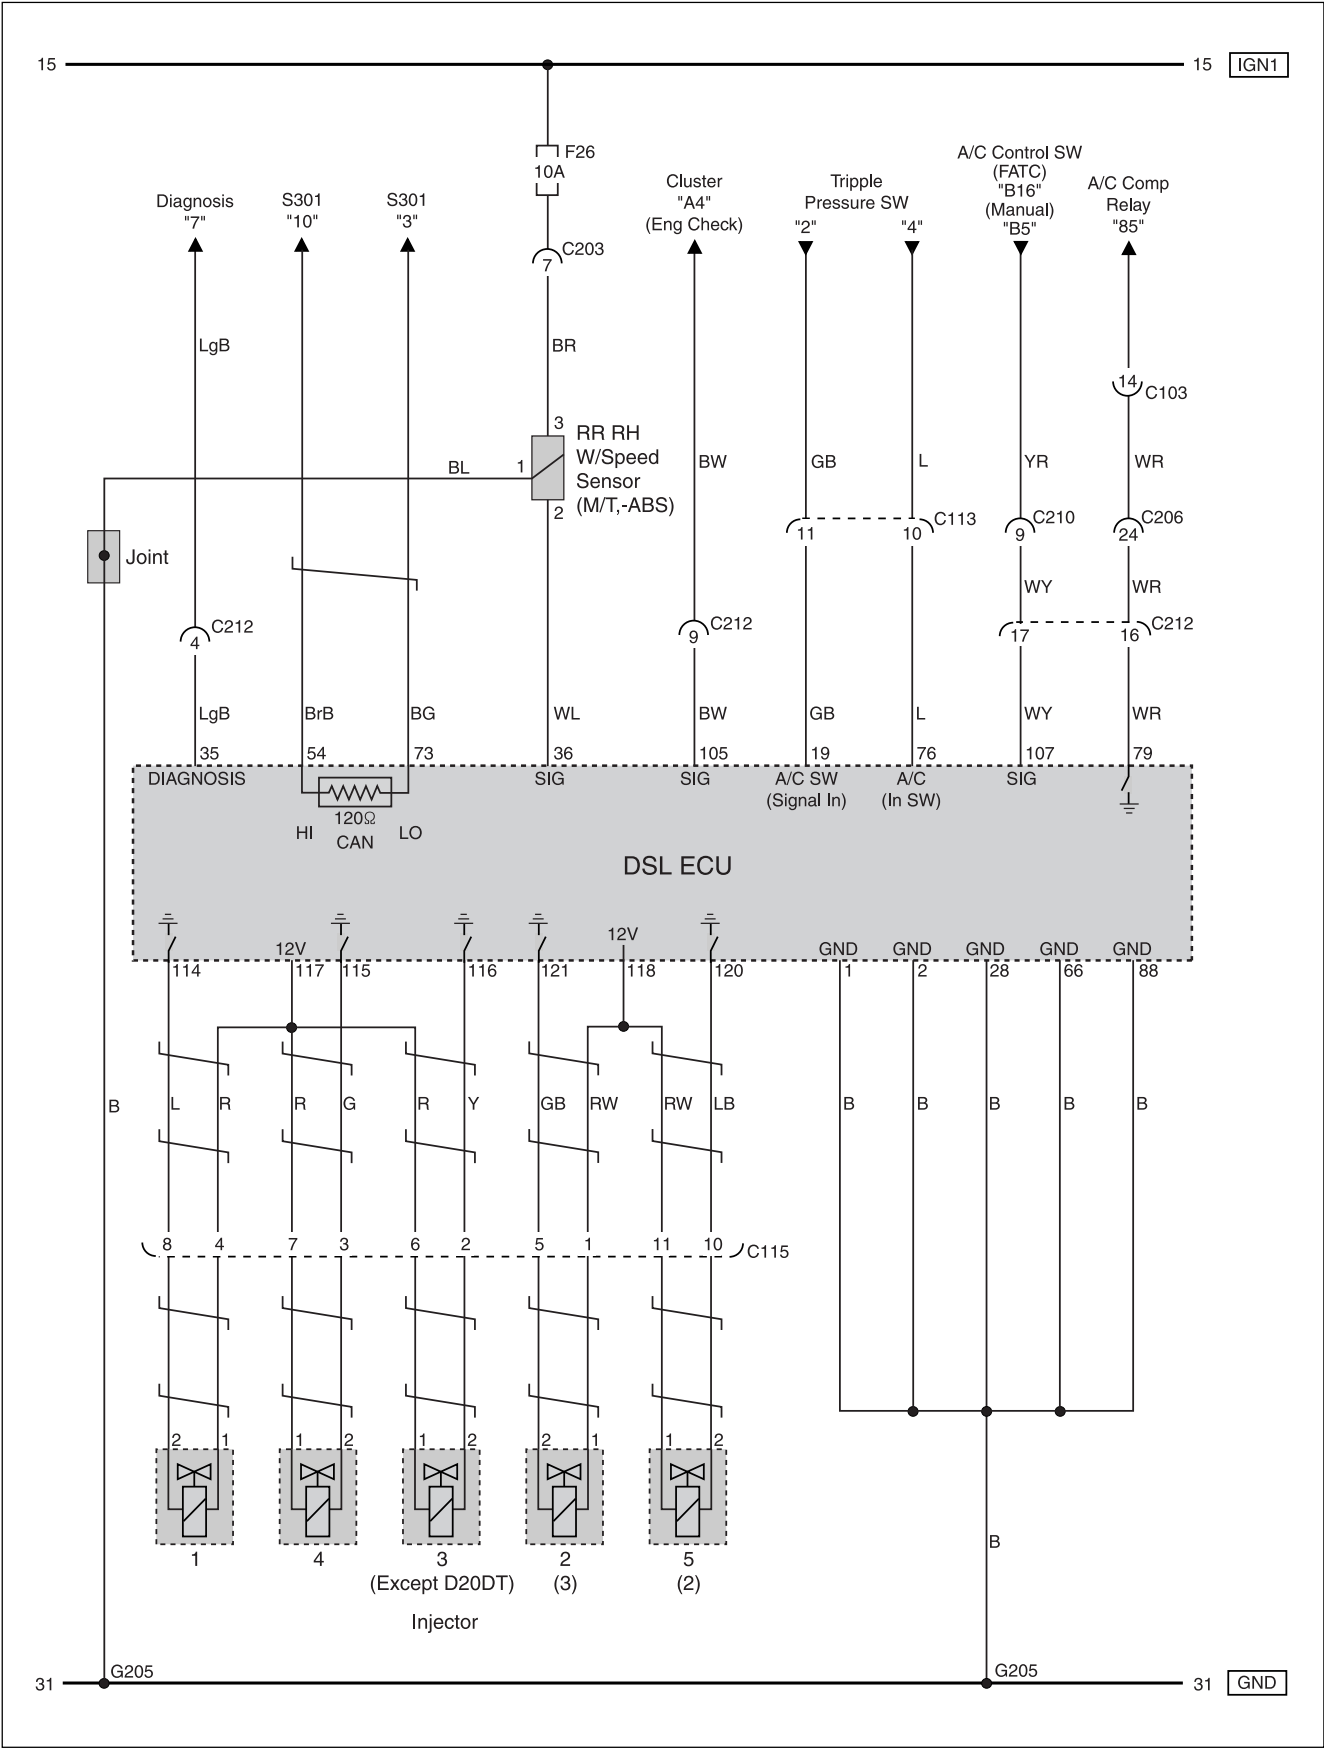 15
15 IGN1
F26
10A
C203
7
Diagnosis
"7"
S301
"10"
S301
"3"
Cluster
"A4"
(Eng Check)
Tripple
Pressure SW
"2" "4"
A/C Control SW
(FATC)
"B16"
(Manual)
"B5"
A/C Comp
Relay
"85"
LgB
BR
14
C103
3
RR RH
W/Speed
Sensor
(M/T,-ABS)
BL
1
2
BW
GB
L
YR
WR
C113
11
10
C210
9
C206
24
Joint
WY
WR
C212
4
C212
9
C212
17
16
LgB
BrB
BG
WL
BW
GB
L
WY
WR
35
54
73
36
105
19
76
107
79
DIAGNOSIS
SIG
SIG
A/C SW
(Signal In)
A/C
(In SW)
SIG
120Ω
HI
CAN
LO
DSL ECU
12V
12V
GND
GND
GND
GND
GND
114
117
115
116
121
118
120
1
2
28
66
88
B
L
R
R
G
R
Y
GB
RW
RW
LB
B
B
B
B
B
8
4
7
3
6
2
5
1
11
10
C115
2
1
1
2
1
2
2
1
1
2
1
4
3
(Except D20DT)
2
(3)
5
(2)
Injector
B
G205
G205
31
31 GND